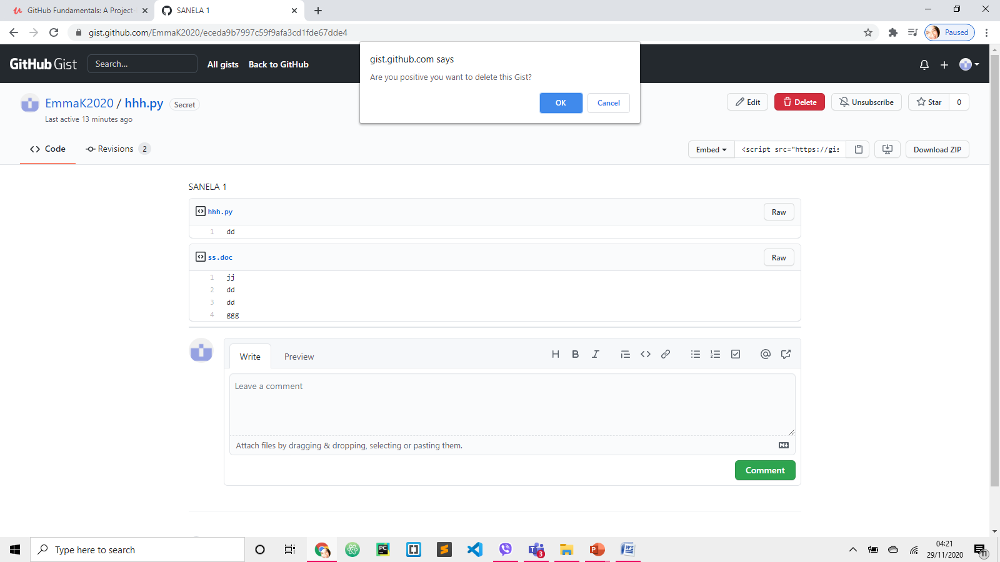 GitHub Fundamentals: A Project-
SANELA 1
gist.github.com/EmmaK2020/eceda9b7997c59f9afa3cd1fde67dde4
Paused
GitHub Gist
Search...
All gists
Back to GitHub
gist.github.com says
Are you positive you want to delete this Gist?
OK
Cancel
EmmaK2020 / hhh.py
Secret
Last active 13 minutes ago
Edit
Delete
Unsubscribe
Star
0
Code
Revisions 2
Embed
<script src="https://gis
Download ZIP
SANELA 1
hhh.py
Raw
1 dd
ss.doc
Raw
1 jj
2 dd
3 dd
4 ggg
Write
Preview
H B I
Leave a comment
Attach files by dragging & dropping, selecting or pasting them.
Comment
Type here to search
PC
3
04:21
29/11/2020
11